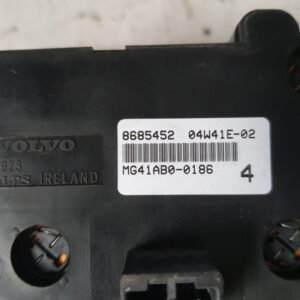 VOLVO
923
ALPS IRELAND
8685452 04W41E-02
MG41AB0-0186 4